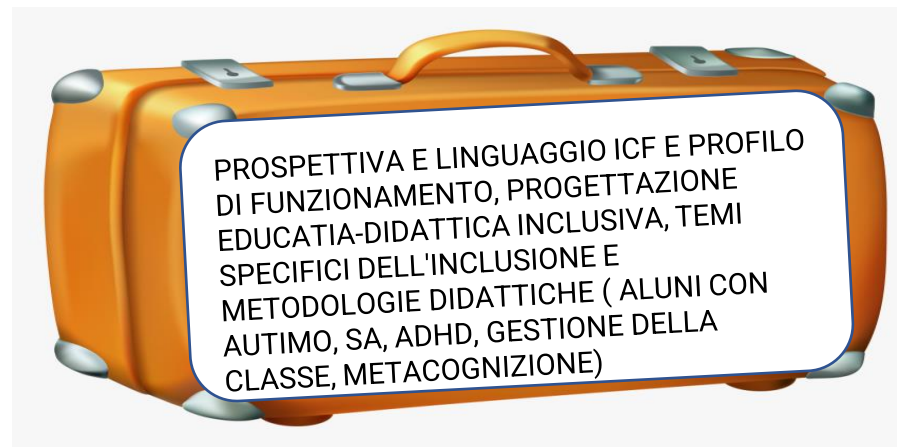 PROSPETTIVA E LINGUAGGIO ICF E PROFILO
DI FUNZIONAMENTO, PROGETTAZIONE
EDUCATIA-DIDATTICA INCLUSIVA, TEMI
SPECIFICI DELL'INCLUSIONE E
METODOLOGIE DIDATTICHE ( ALUNI CON
AUTIMO, SA, ADHD, GESTIONE DELLA
CLASSE, METACOGNIZIONE)